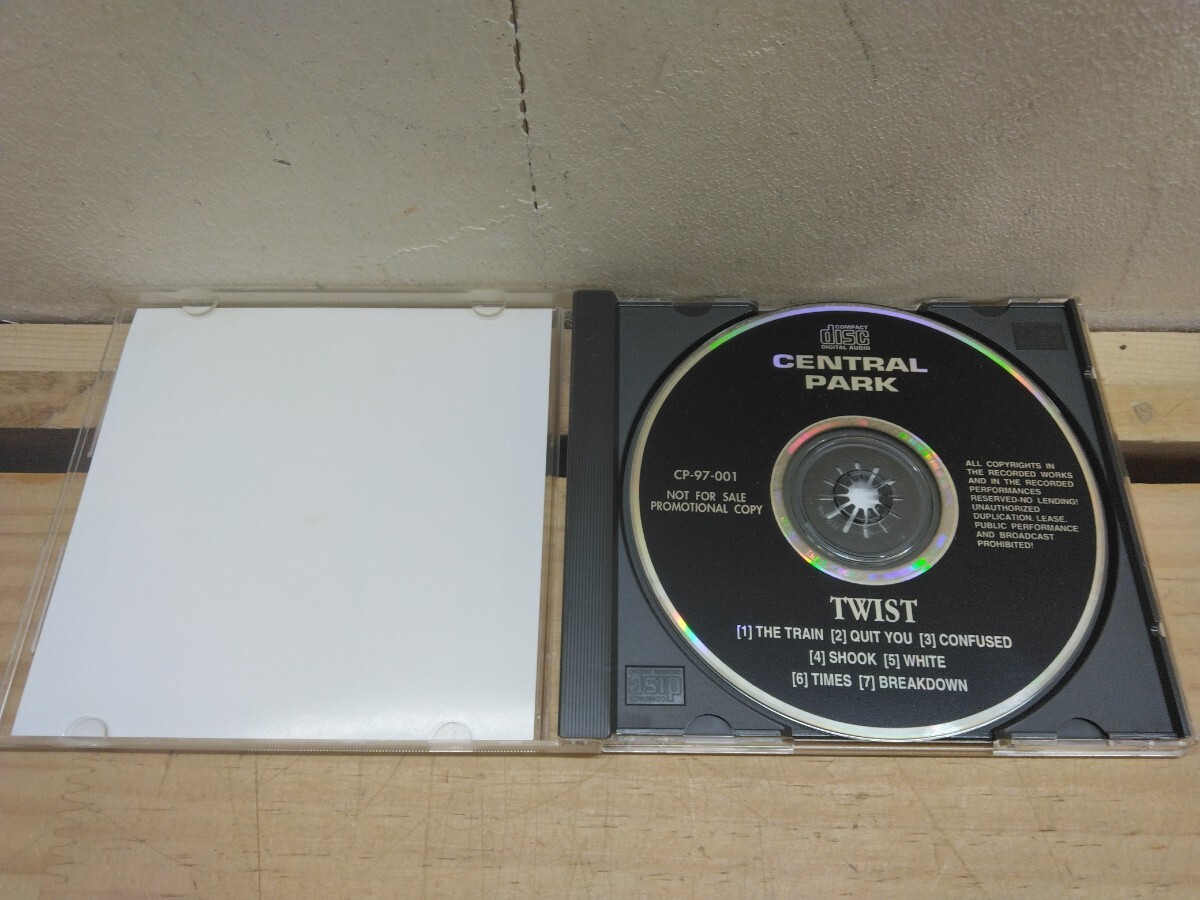 COMPACT
disc
DIGITAL AUDIO
CENTRAL
PARK
CP-97-001
NOT FOR SALE
PROMOTIONAL COPY
ALL COPYRIGHTS IN
THE RECORDED WORKS
AND IN THE RECORDED
PERFORMANCES
RESERVED-NO LENDING!
UNAUTHORIZED
DUPLICATION, LEASE,
PUBLIC PERFORMANCE
AND BROADCAST
PROHIBITED!
TWIST
[1] THE TRAIN [2] QUIT YOU [3] CONFUSED
[4] SHOOK [5] WHITE
[6] TIMES [7] BREAKDOWN
disc